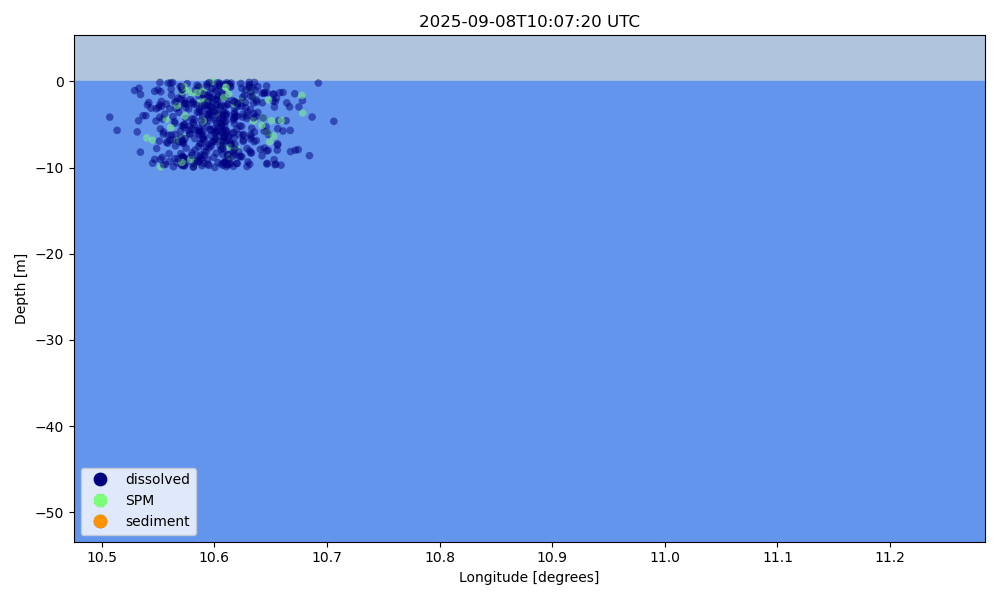 2025-09-08T10:07:20 UTC
0
−10
−20
−30
−40
−50
Depth [m]
dissolved
SPM
sediment
10.5 10.6 10.7 10.8 10.9 11.0 11.1 11.2
Longitude [degrees]